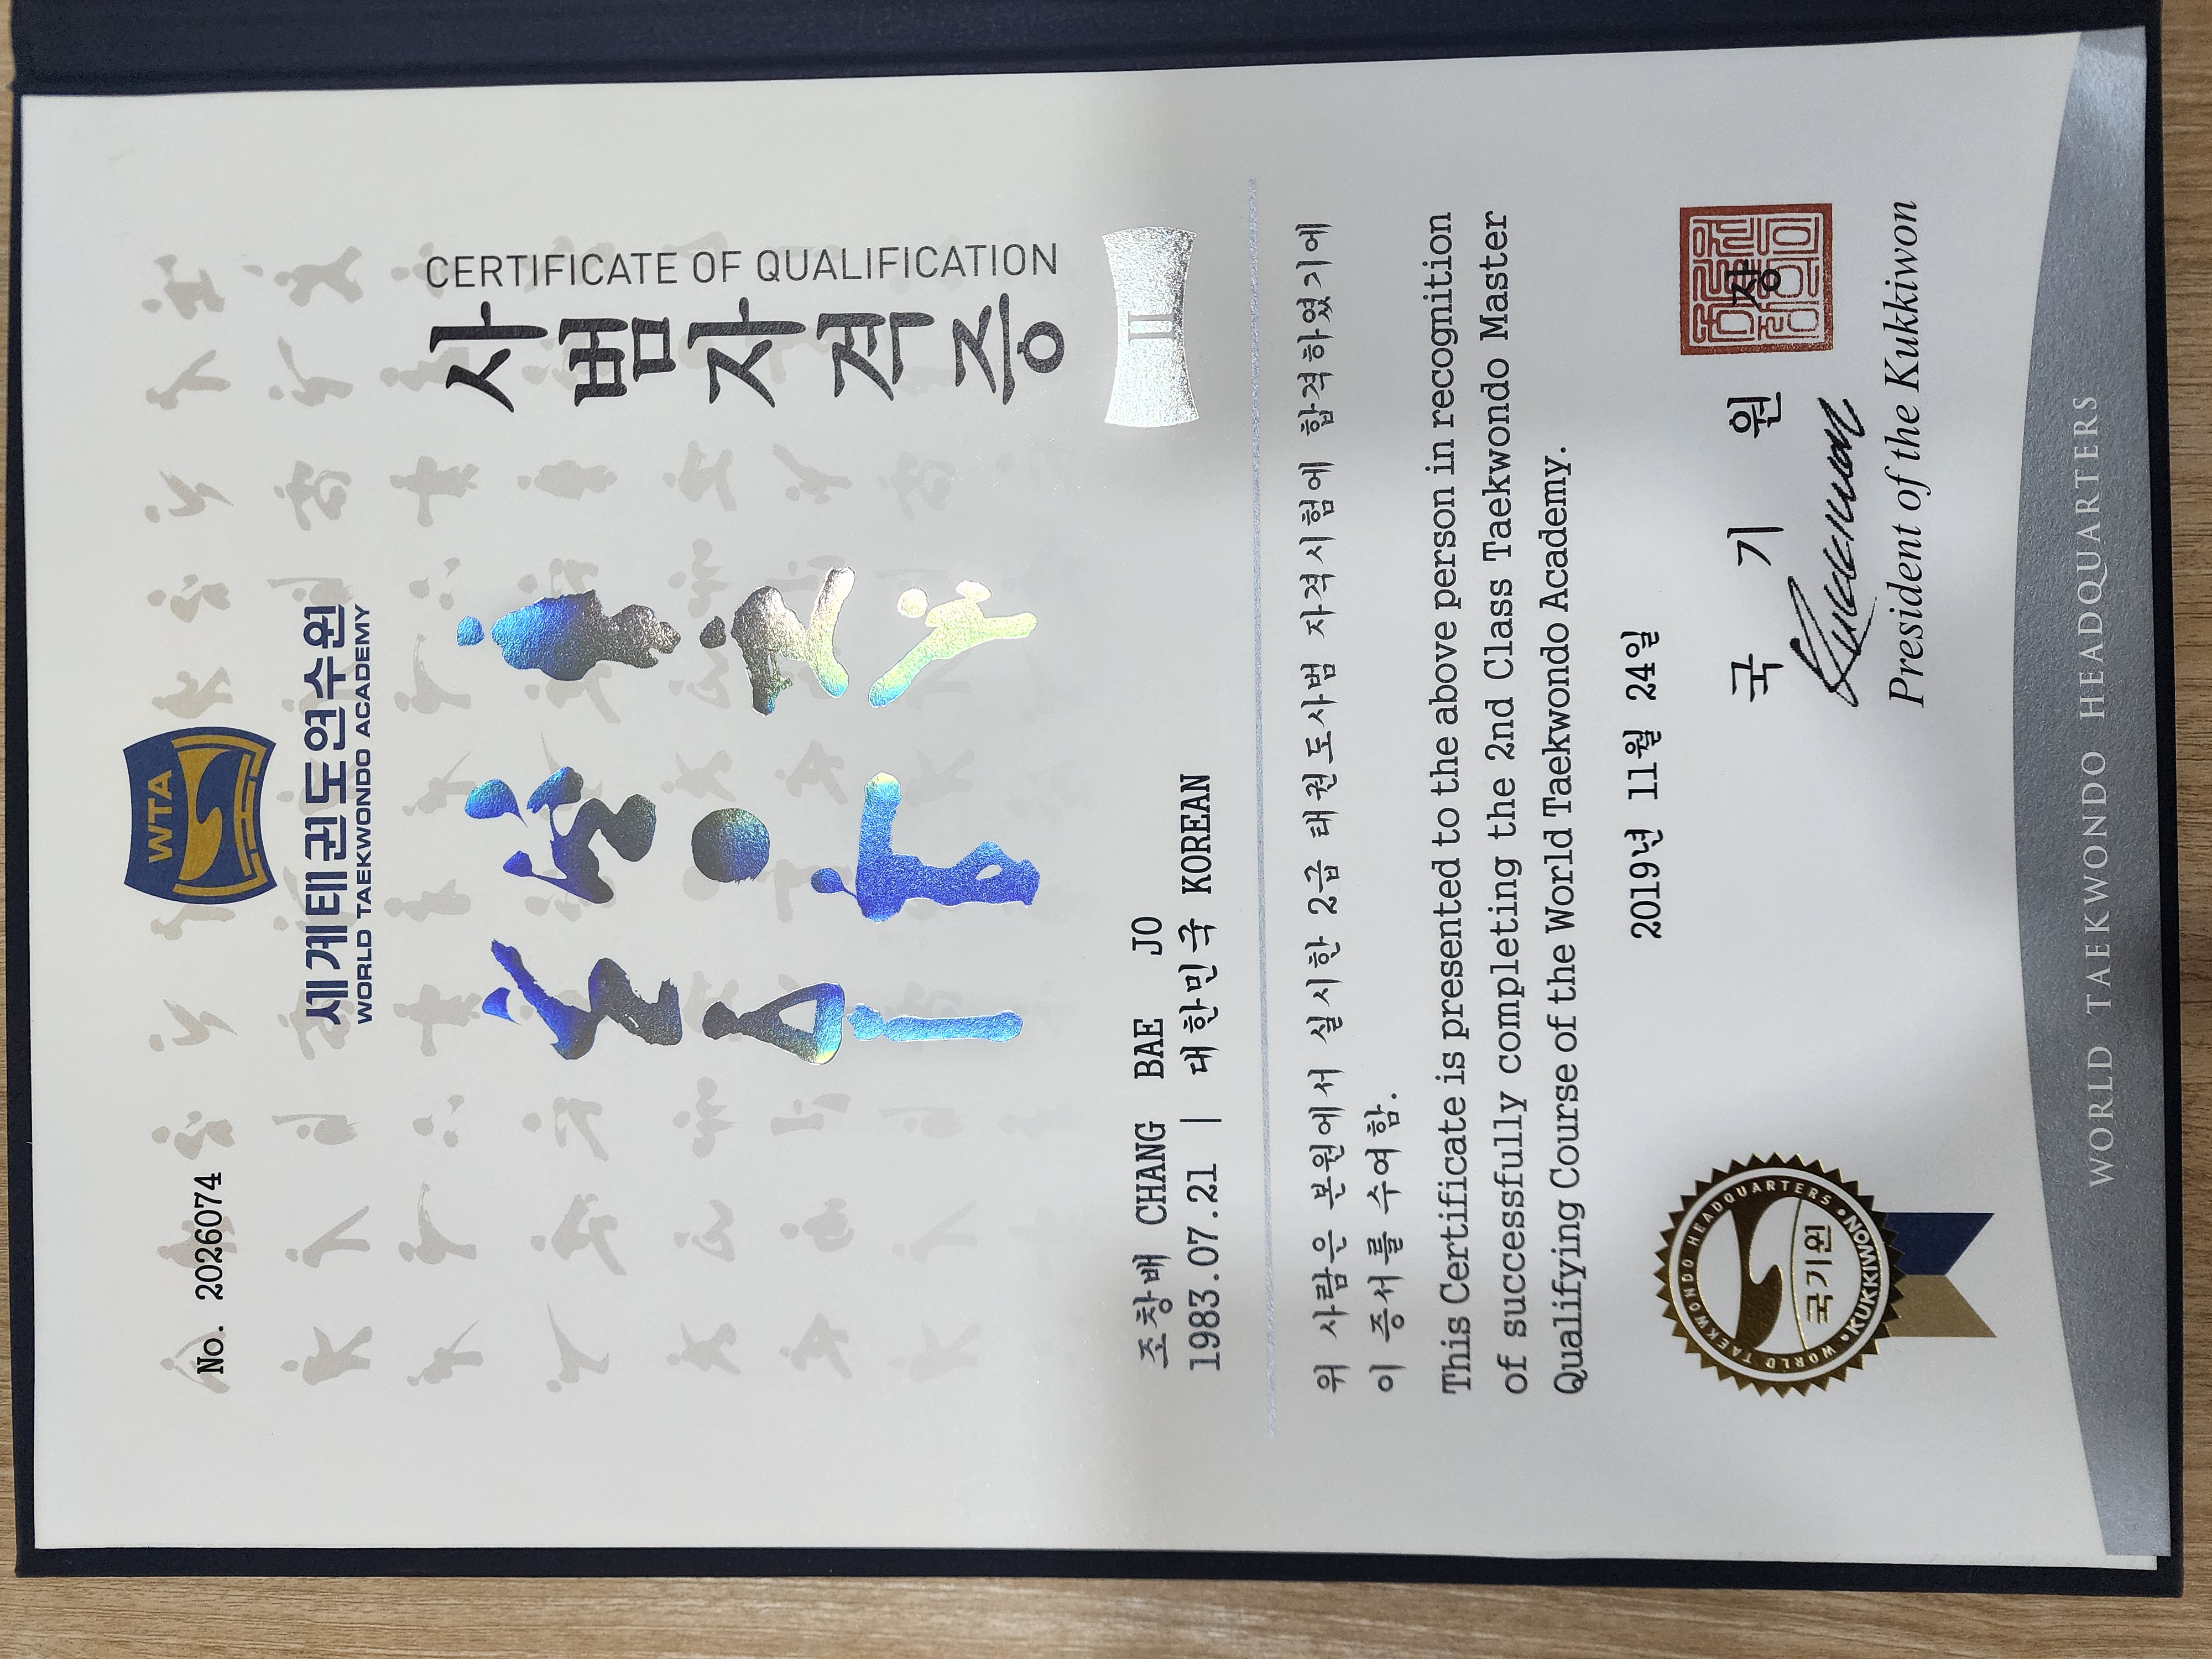 No. 2026074
WTA
세계태권도연수원
WORLD TAEKWONDO ACADEMY
사범자격증
CERTIFICATE OF QUALIFICATION
II
조창배 CHANG BAE JO
1983.07.21 | 대한민국 KOREAN
위 사람은 본원에서 실시한 2급 태권도사범 자격시험에 합격하였기에
이 증서를 수여함.
This Certificate is presented to the above person in recognition
of successfully completing the 2nd Class Taekwondo Master
Qualifying Course of the World Taekwondo Academy.
2019년 11월 24일
국 기 원 장
President of the Kukkiwon
WORLD TAEKWONDO HEADQUARTERS • KUKKIWON •
국기원
WORLD TAEKWONDO HEADQUARTERS